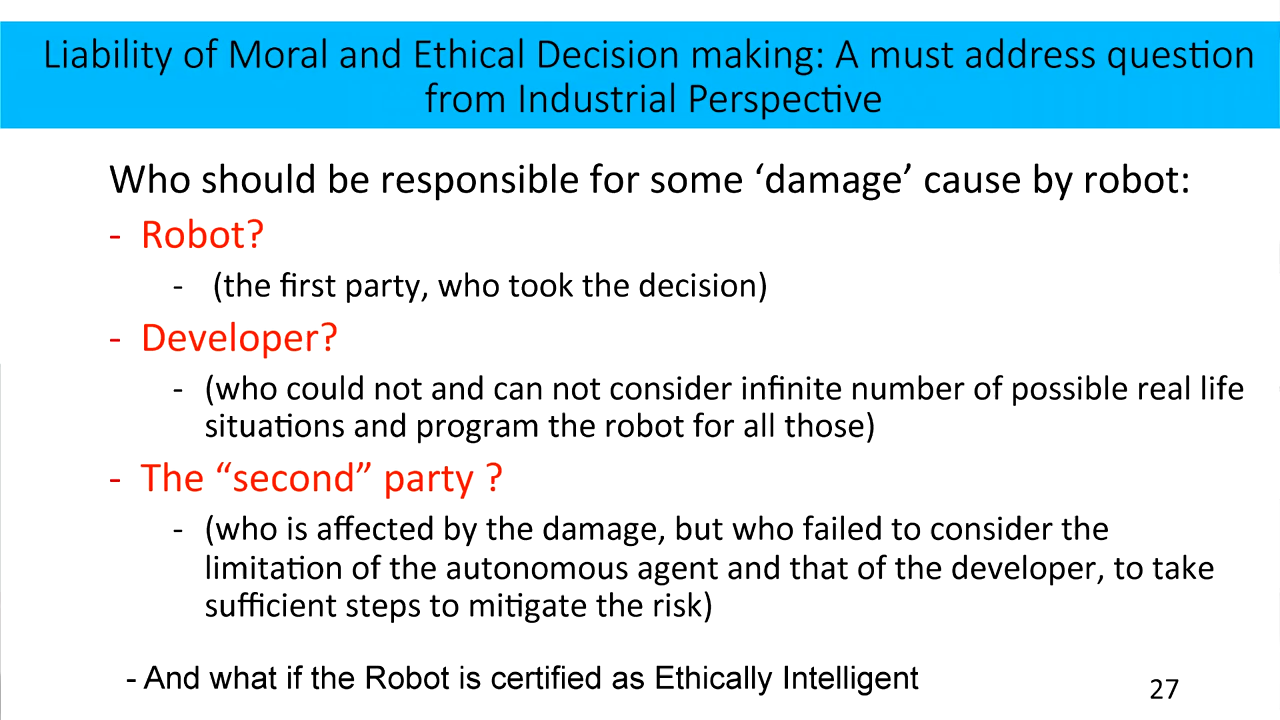 Liability of Moral and Ethical Decision making: A must address question
from Industrial Perspective
Who should be responsible for some ‘damage’ cause by robot:
- Robot?
- (the first party, who took the decision)
- Developer?
- (who could not and can not consider infinite number of possible real life
situations and program the robot for all those)
- The “second” party ?
- (who is affected by the damage, but who failed to consider the
limitation of the autonomous agent and that of the developer, to take
sufficient steps to mitigate the risk)
- And what if the Robot is certified as Ethically Intelligent
27